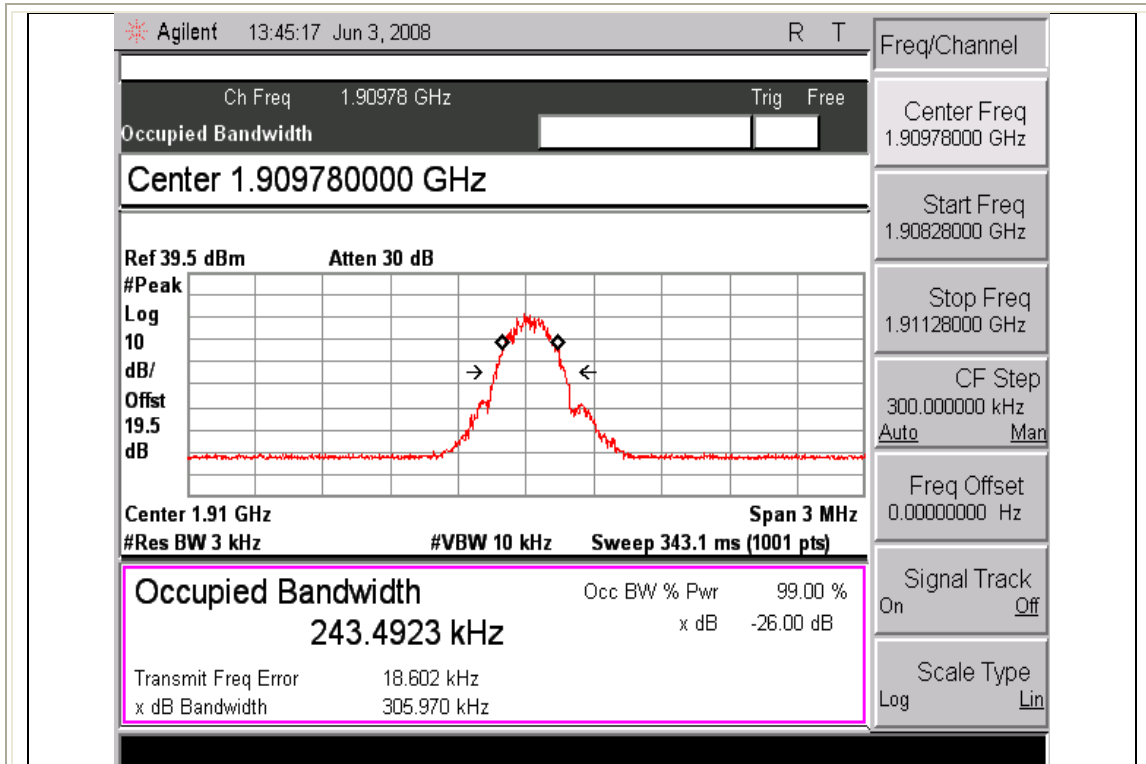 Agilent 13:45:17 Jun 3, 2008 R T
Ch Freq 1.90978 GHz Trig Free
Occupied Bandwidth
Center 1.909780000 GHz
Ref 39.5 dBm Atten 30 dB
#Peak
Log
10
dB/
Offst
19.5
dB
Center 1.91 GHz Span 3 MHz
#Res BW 3 kHz #VBW 10 kHz Sweep 343.1 ms (1001 pts)
Occupied Bandwidth Occ BW % Pwr 99.00 %
243.4923 kHz x dB -26.00 dB
Transmit Freq Error 18.602 kHz
x dB Bandwidth 305.970 kHz
Freq/Channel
Center Freq
1.90978000 GHz
Start Freq
1.90828000 GHz
Stop Freq
1.91128000 GHz
CF Step
300.000000 kHz
Auto Man
Freq Offset
0.00000000 Hz
Signal Track
On Off
Scale Type
Log Lin